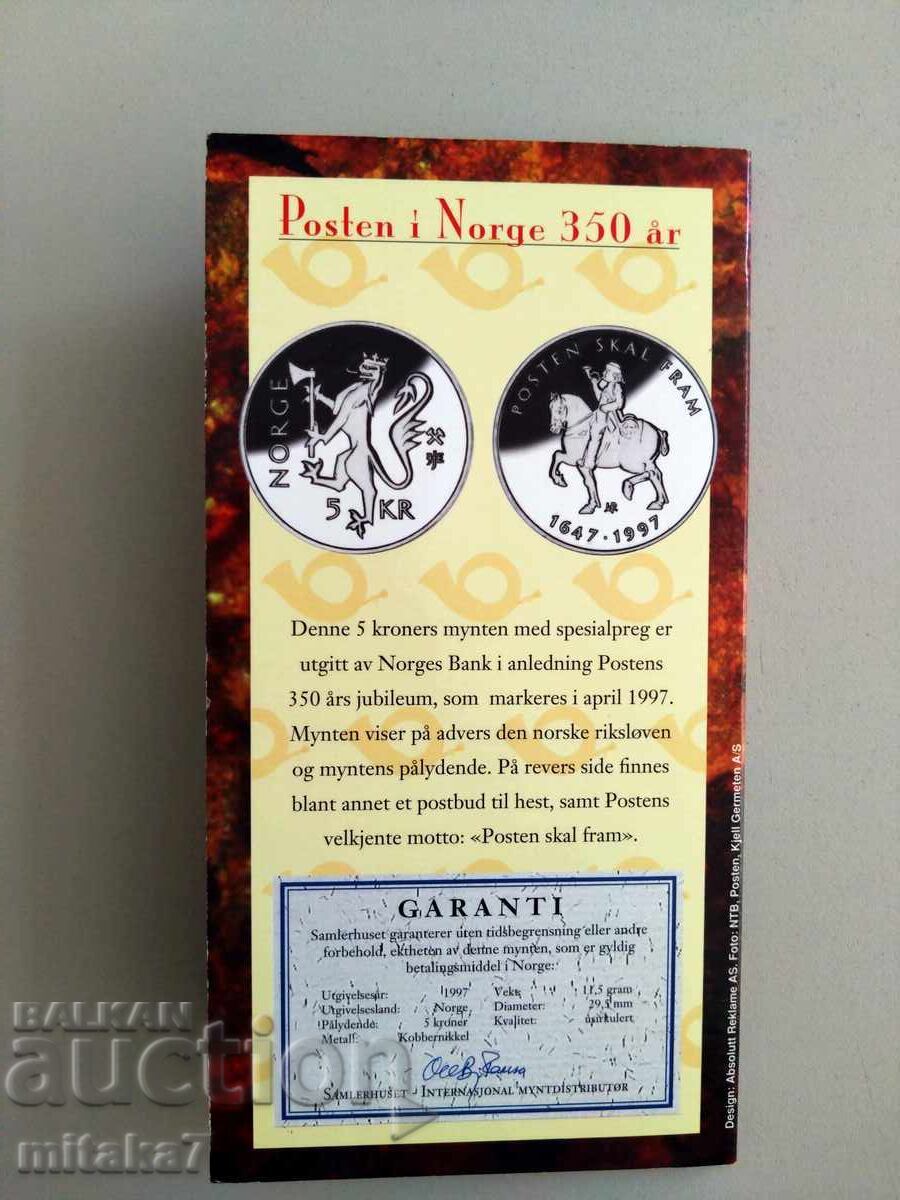 Posten i Norge 350 år
NORGE
5 KR
POSTEN SKAL FRAM
1647 · 1997
Denne 5 kroners mynten med spesialpreg er
utgitt av Norges Bank i anledning Postens
350 års jubileum, som markeres i april 1997.
Mynten viser på advers den norske riksløven
og myntens pålydende. På revers side finnes
blant annet et postbud til hest, samt Postens
velkjente motto: «Posten skal fram».
GARANTI
Samlerhuset garanterer uten tidsbegrensning eller andre
forbehold, ektheten av denne mynten, som er gyldig
betalingsmiddel i Norge:
Utgivelsesår: 1997 Vekt: 11,5 gram
Utgivelsesland: Norge Diameter: 29,5 mm
Pålydende: 5 kroner Kvalitet: usirkulert
Metall: Kobbernikkel
SAMLERHUSET - INTERNASJONAL MYNTDISTRIBUTØR
Design: Absolutt Reklame AS. Foto: NTB, Posten, Kjell Germeten A/S
BALKAN
auction
mitaka7